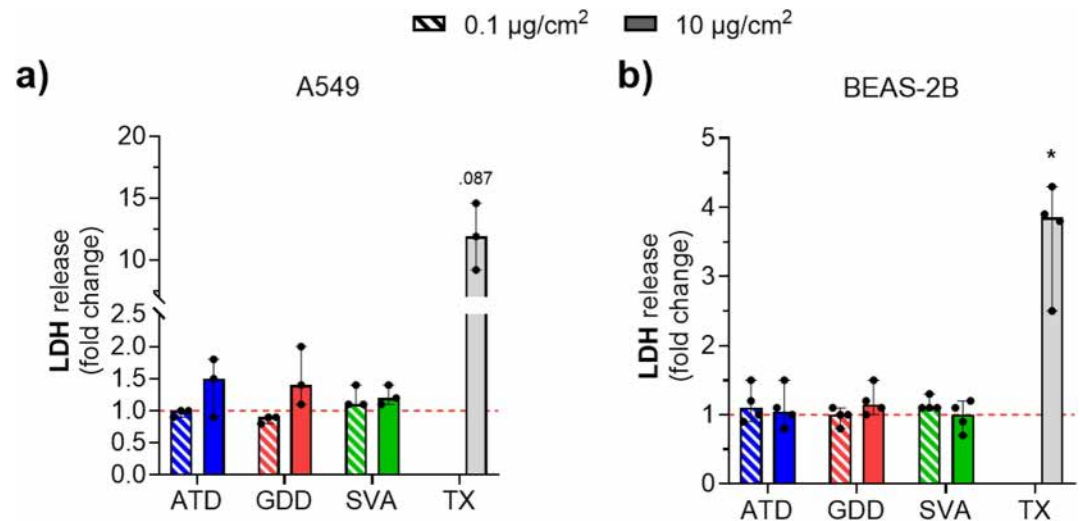 0.1 µg/cm² 10 µg/cm²
a) A549
LDH release
(fold change)
20
15
10
2.5
2.0
1.5
1.0
0.5
0.0
.087
ATD GDD SVA TX
b) BEAS-2B
LDH release
(fold change)
5
4
3
2
1
0
*
ATD GDD SVA TX